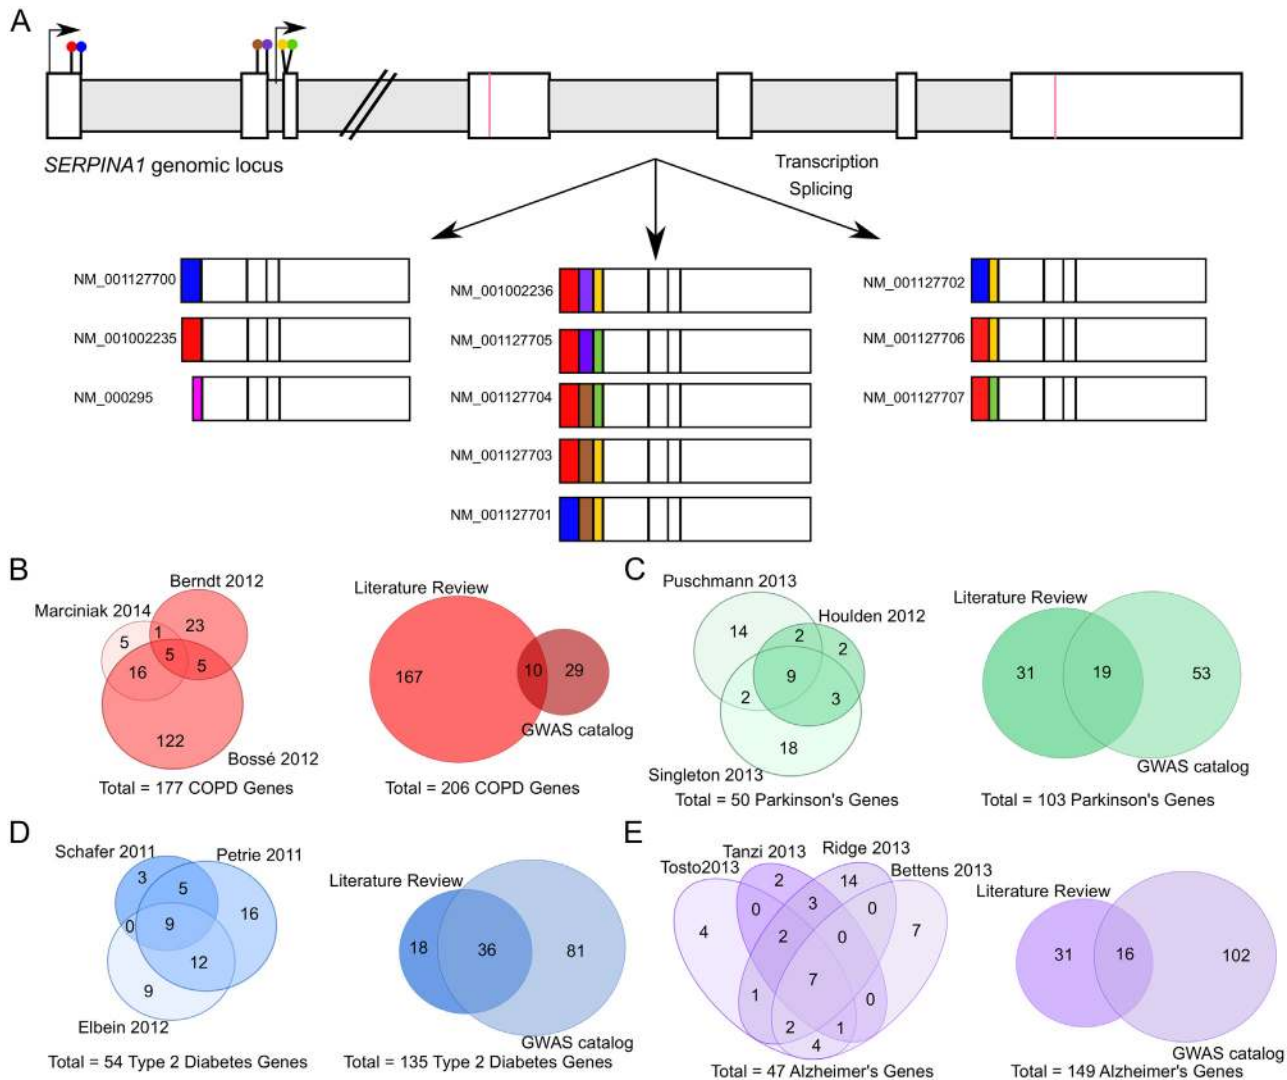 A
SERPINA1 genomic locus
Transcription
Splicing
NM_001127700
NM_001002235
NM_000295
NM_001002236
NM_001127705
NM_001127704
NM_001127703
NM_001127701
NM_001127702
NM_001127706
NM_001127707
B
Berndt 2012
Marciniak 2014
5
1
23
16
5
5
122
Bossé 2012
Total = 177 COPD Genes
Literature Review
167
10
29
GWAS catalog
Total = 206 COPD Genes
C
Puschmann 2013
Houlden 2012
14
2
2
9
2
3
18
Singleton 2013
Total = 50 Parkinson's Genes
Literature Review
31
19
53
GWAS catalog
Total = 103 Parkinson's Genes
D
Schafer 2011
Petrie 2011
3
5
16
0
9
12
9
Elbein 2012
Total = 54 Type 2 Diabetes Genes
Literature Review
18
36
81
GWAS catalog
Total = 135 Type 2 Diabetes Genes
E
Tosto2013
Tanzi 2013
Ridge 2013
Bettens 2013
2
14
0
3
0
4
2
0
7
7
1
0
2
1
4
Total = 47 Alzheimer's Genes
Literature Review
31
16
102
GWAS catalog
Total = 149 Alzheimer's Genes